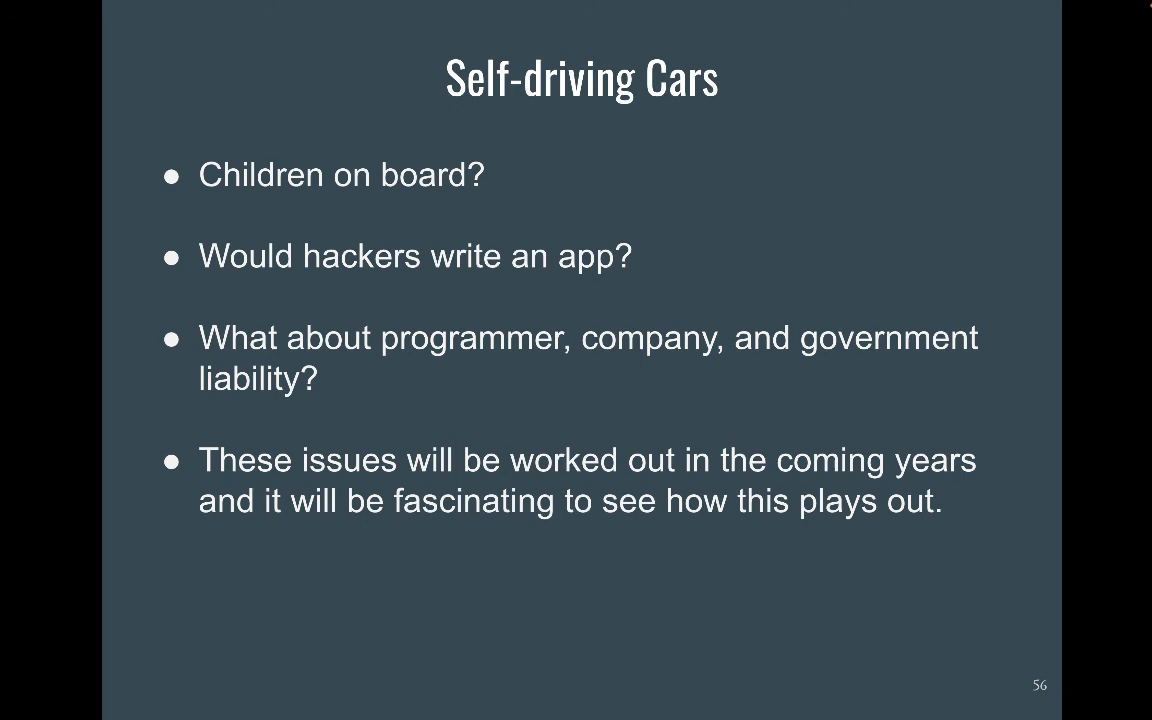 Self-driving Cars
● Children on board?
● Would hackers write an app?
● What about programmer, company, and government
liability?
● These issues will be worked out in the coming years
and it will be fascinating to see how this plays out.
56